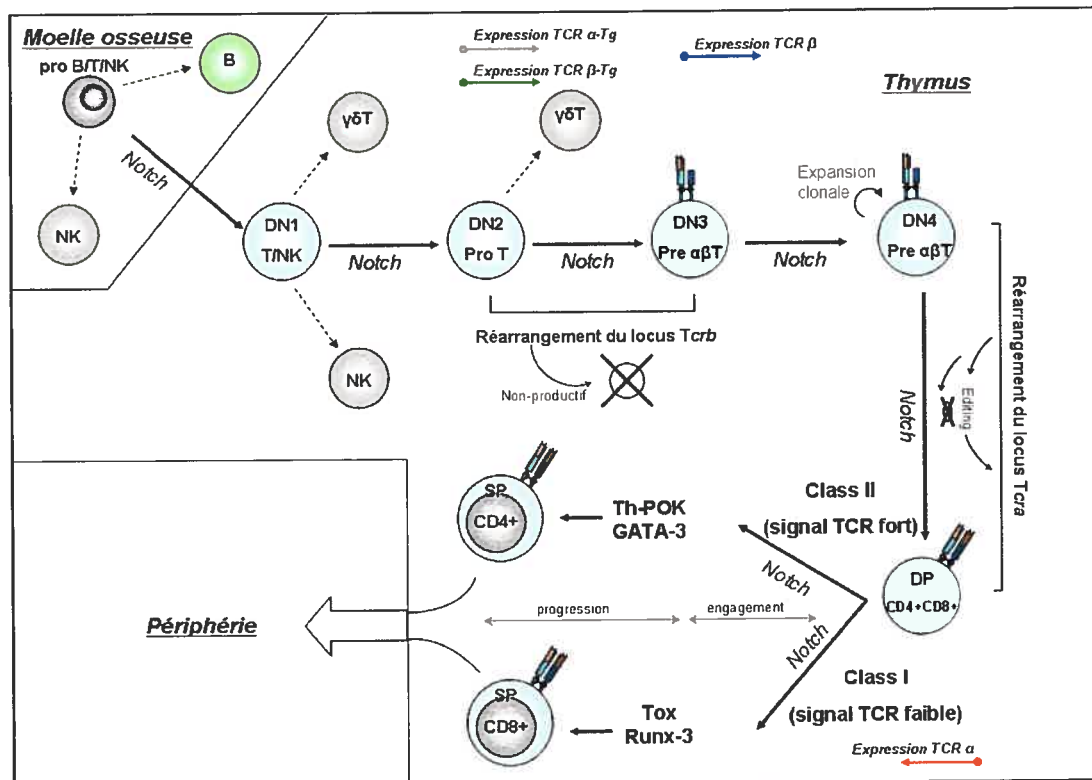 Moelle osseuse
pro B/T/NK
B
NK
Notch
Expression TCR α-Tg
Expression TCR β-Tg
Expression TCR β
Thymus
γδT
γδT
DN1
T/NK
Notch
DN2
Pro T
Notch
DN3
Pre αβT
Notch
Expansion
clonale
DN4
Pre αβT
NK
Réarrangement du locus Tcrb
Non-productif
Notch
Editing
Réarrangement du locus Tcra
SP
CD4+
Th-POK
GATA-3
Class II
(signal TCR fort)
Notch
DP
CD4+CD8+
progression
engagement
Périphérie
Notch
SP
CD8+
Tox
Runx-3
Class I
(signal TCR faible)
Expression TCR α